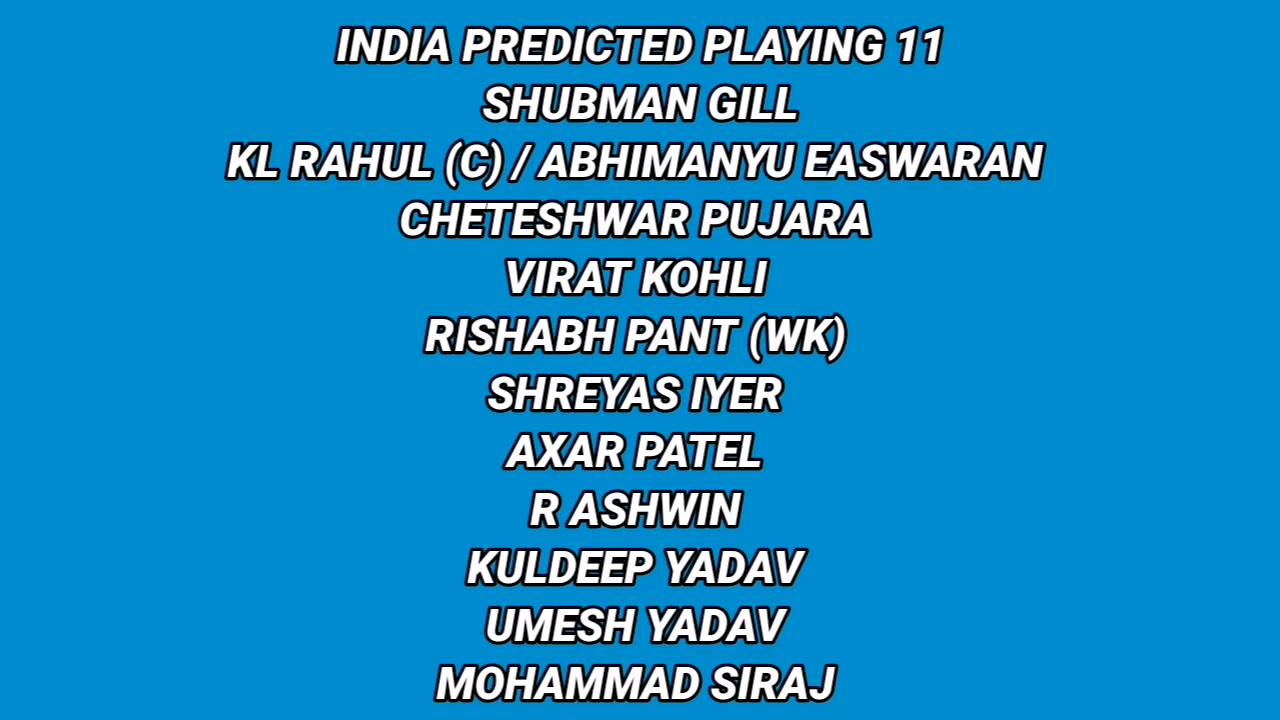 INDIA PREDICTED PLAYING 11
SHUBMAN GILL
KL RAHUL (C) / ABHIMANYU EASWARAN
CHETESHWAR PUJARA
VIRAT KOHLI
RISHABH PANT (WK)
SHREYAS IYER
AXAR PATEL
R ASHWIN
KULDEEP YADAV
UMESH YADAV
MOHAMMAD SIRAJ